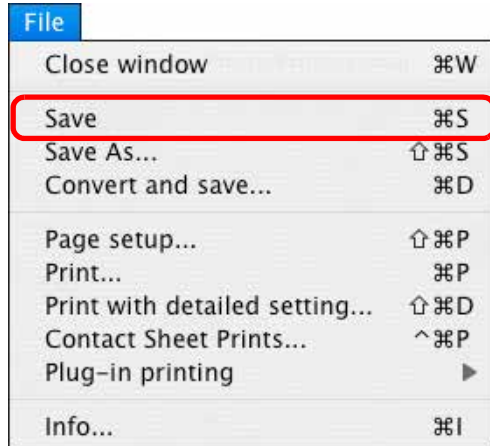 File
Close window ⌘W
Save ⌘S
Save As... ⇧⌘S
Convert and save... ⌘D
Page setup... ⇧⌘P
Print... ⌘P
Print with detailed setting... ⇧⌘D
Contact Sheet Prints... ^⌘P
Plug-in printing ▶
Info... ⌘I